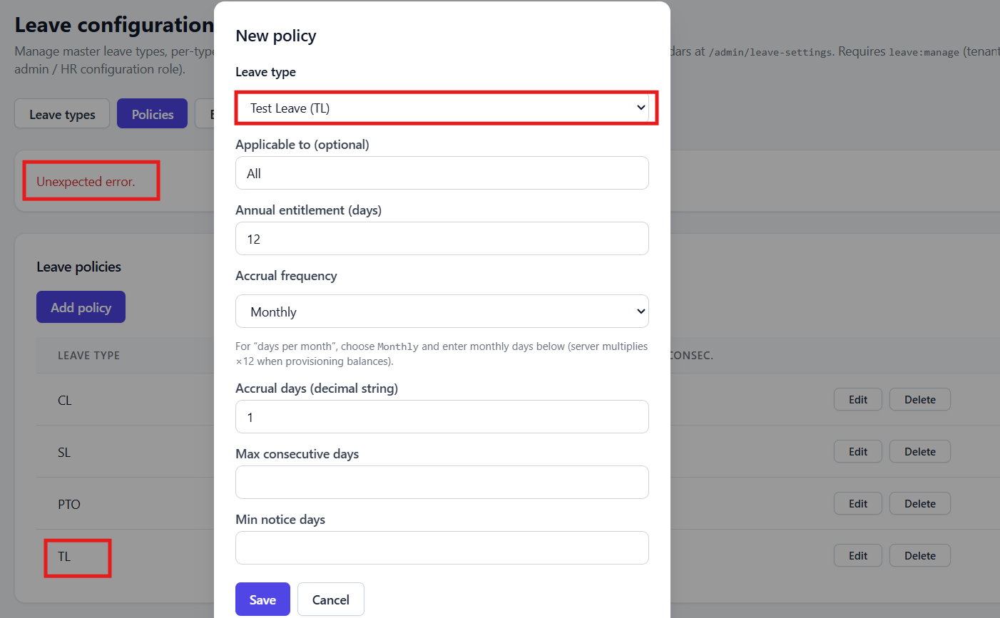 Leave configuration
Manage master leave types, per-type
dars at /admin/leave-settings. Requires leave:manage (tenant
admin / HR configuration role).
Leave types
Policies
Unexpected error.
Leave policies
Add policy
LEAVE TYPE
CONSEC.
CL
Edit
Delete
SL
Edit
Delete
PTO
Edit
Delete
TL
Edit
Delete
New policy
Leave type
Test Leave (TL)
Applicable to (optional)
All
Annual entitlement (days)
12
Accrual frequency
Monthly
For “days per month”, choose Monthly and enter monthly days below (server multiplies
×12 when provisioning balances).
Accrual days (decimal string)
1
Max consecutive days
Min notice days
Save
Cancel